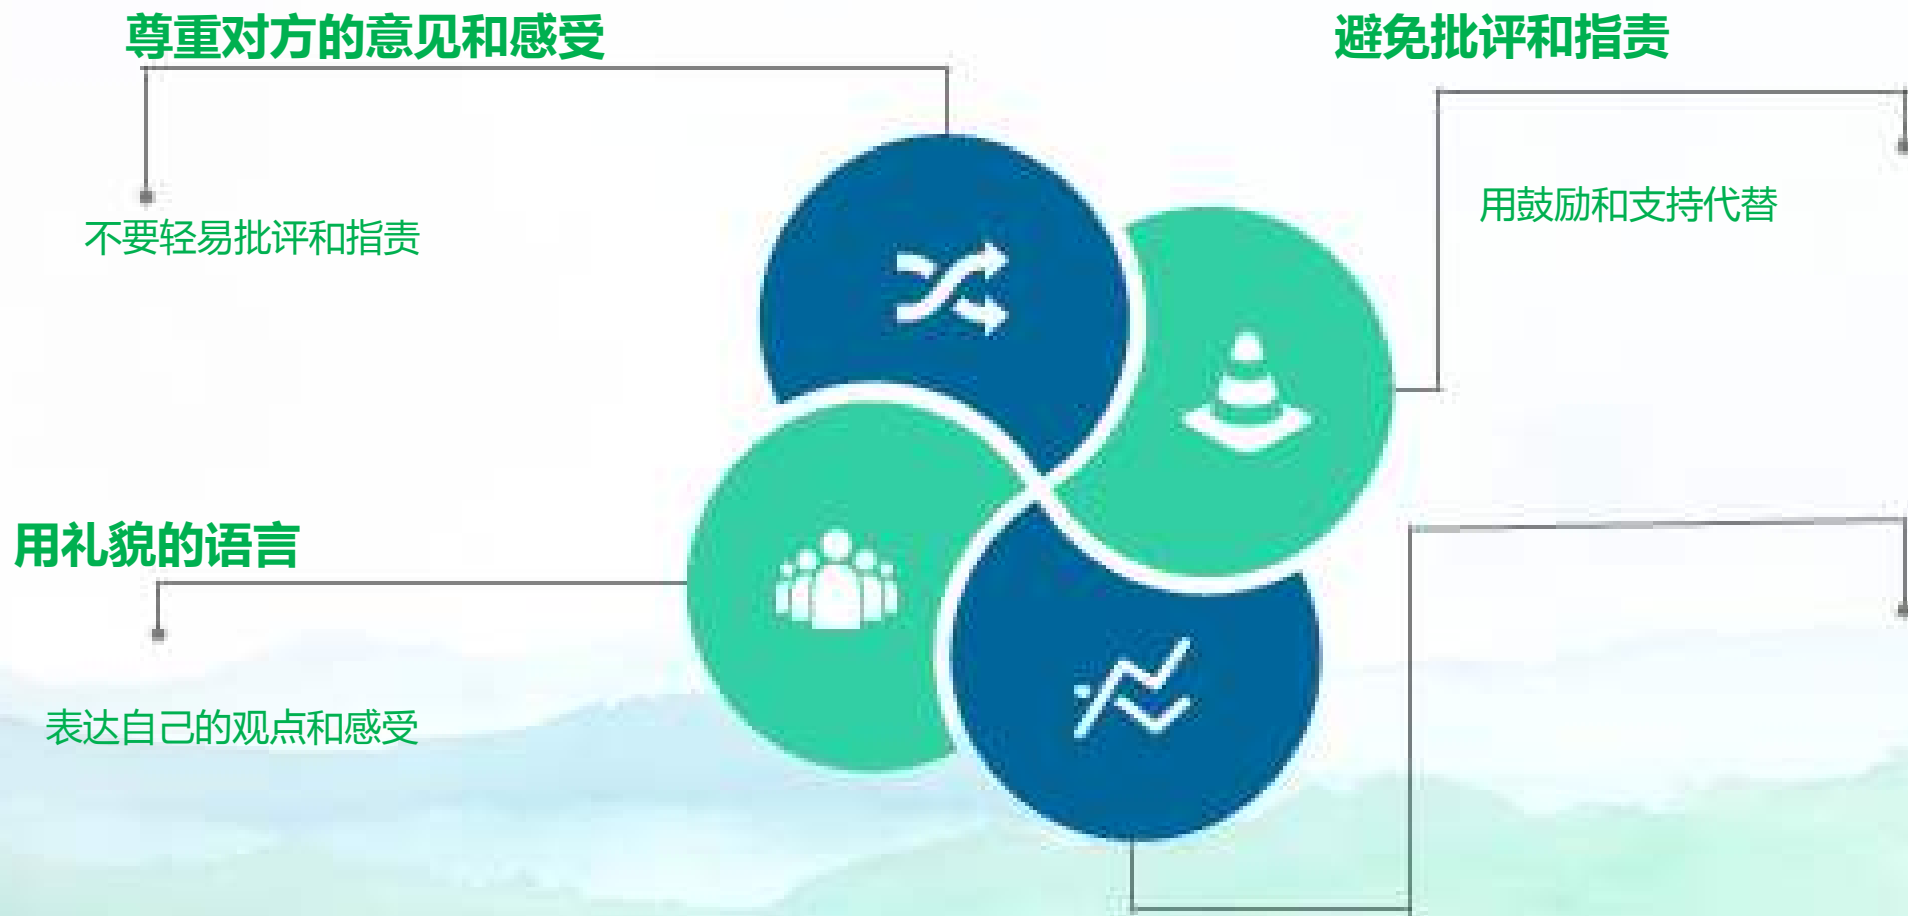 尊重对方的意见和感受
不要轻易批评和指责
避免批评和指责
用鼓励和支持代替
用礼貌的语言
表达自己的观点和感受